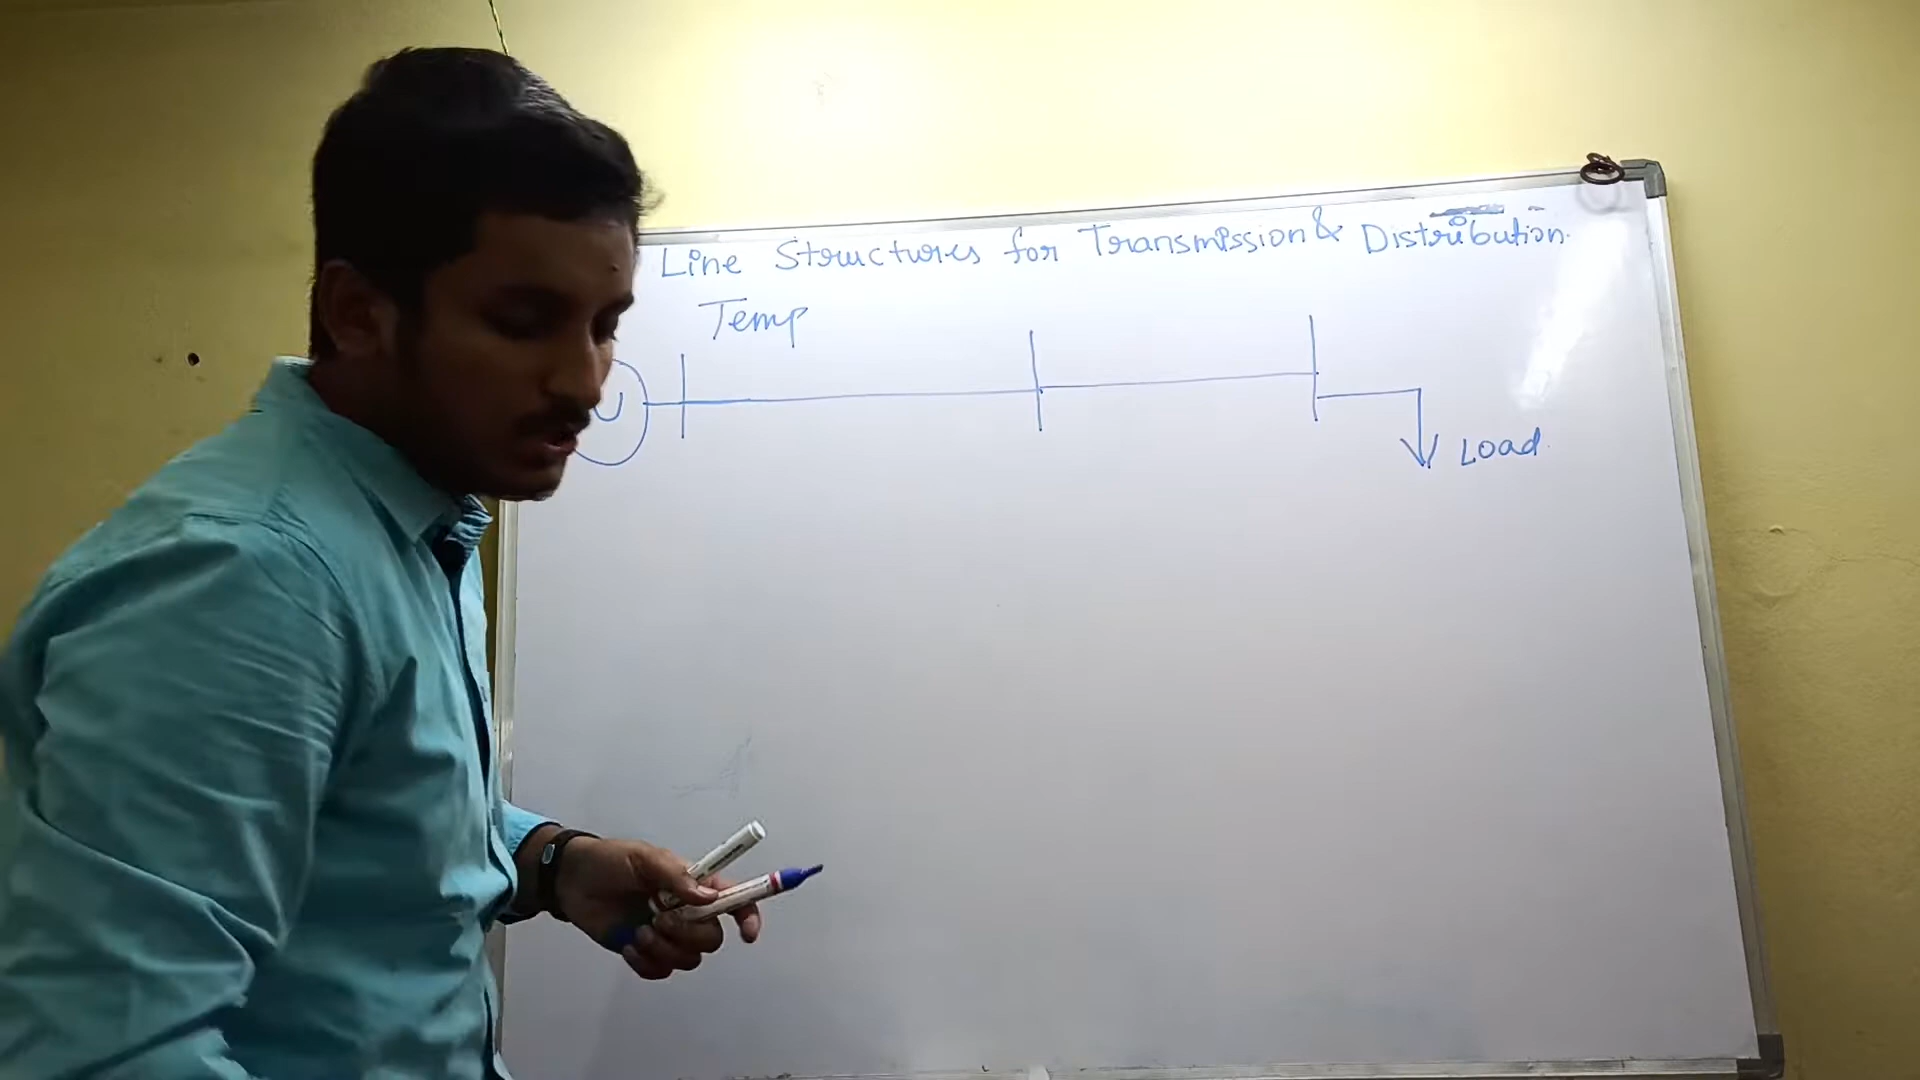 Line Structures for Transmission & Distribution.
Temp
Load.